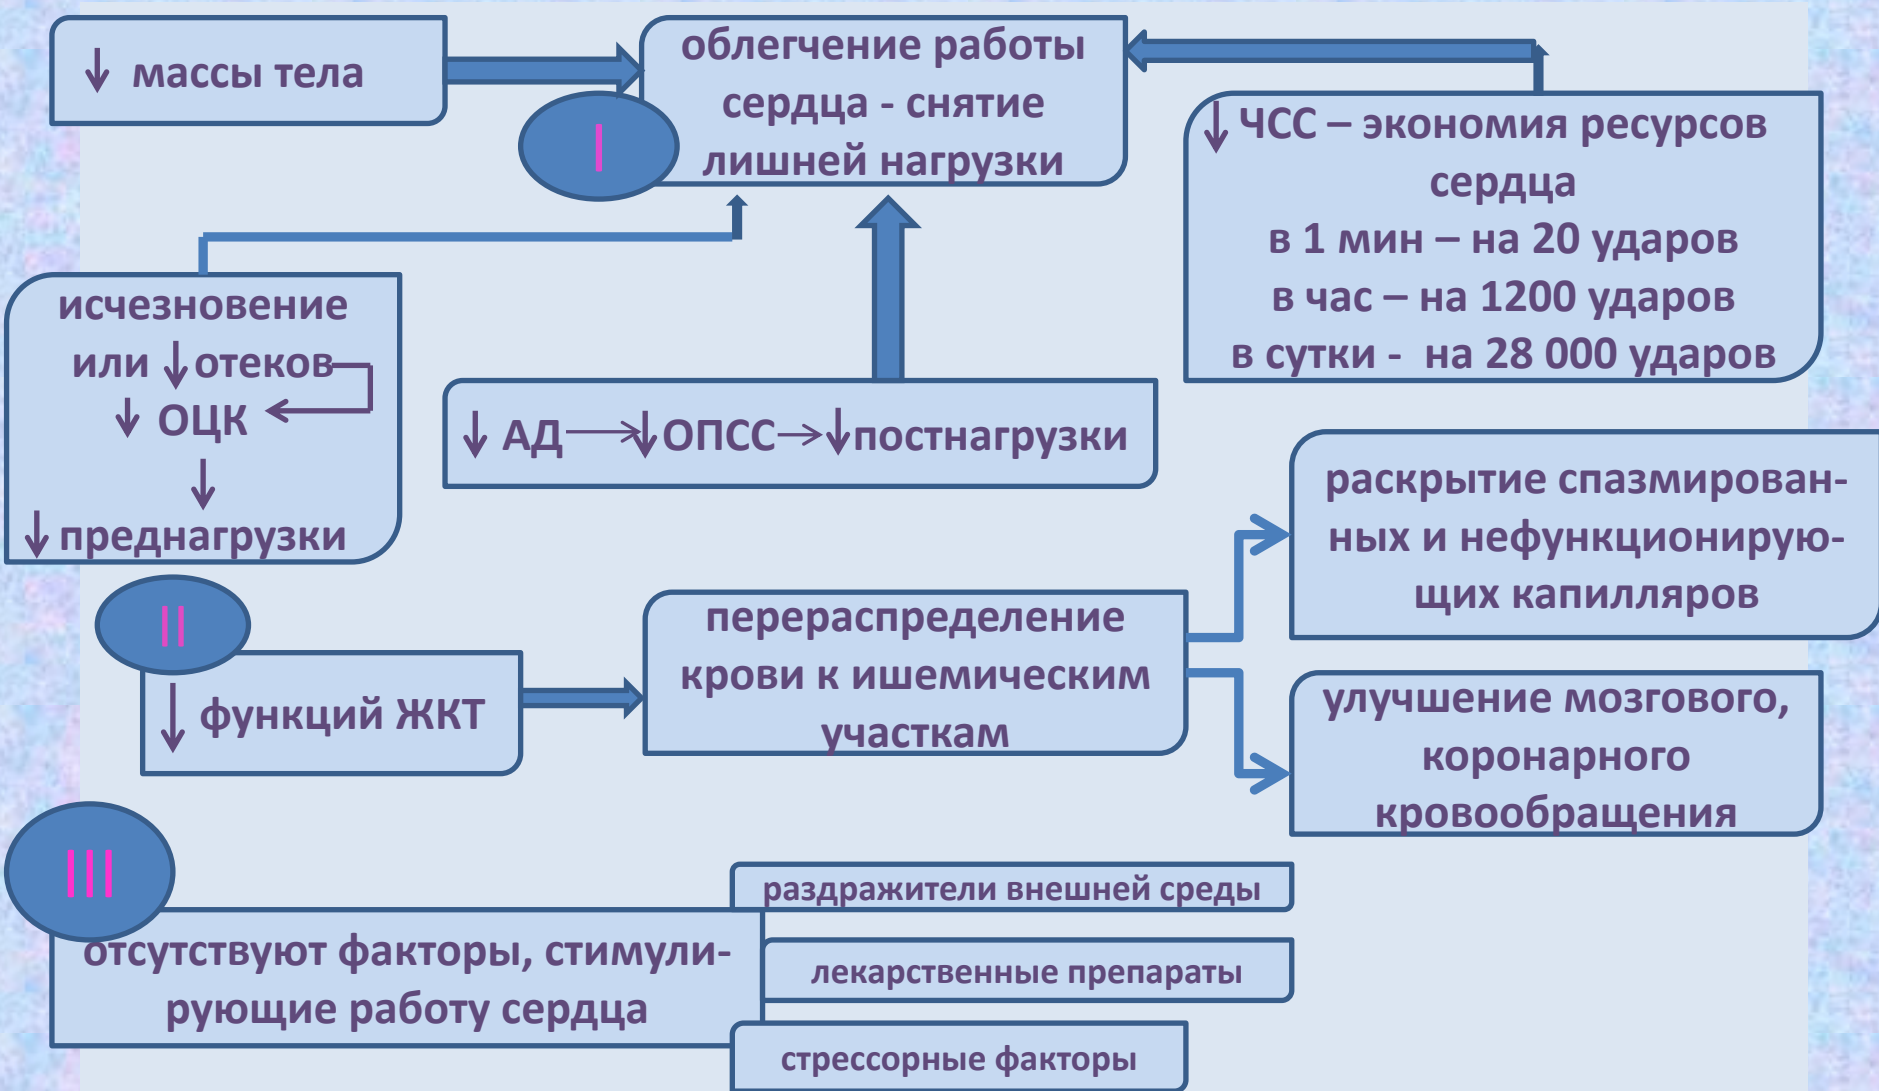 ↓ массы тела
облегчение работы
сердца - снятие
лишней нагрузки
I
↓ ЧСС – экономия ресурсов
сердца
в 1 мин – на 20 ударов
в час – на 1200 ударов
в сутки - на 28 000 ударов
исчезновение
или ↓ отеков
↓ ОЦК
↓
↓ преднагрузки
↓ АД → ↓ ОПСС → ↓ постнагрузки
II
↓ функций ЖКТ
перераспределение
крови к ишемическим
участкам
раскрытие спазмирован-
ных и нефункционирую-
щих капилляров
улучшение мозгового,
коронарного
кровообращения
III
отсутствуют факторы, стимули-
рующие работу сердца
раздражители внешней среды
лекарственные препараты
стрессорные факторы